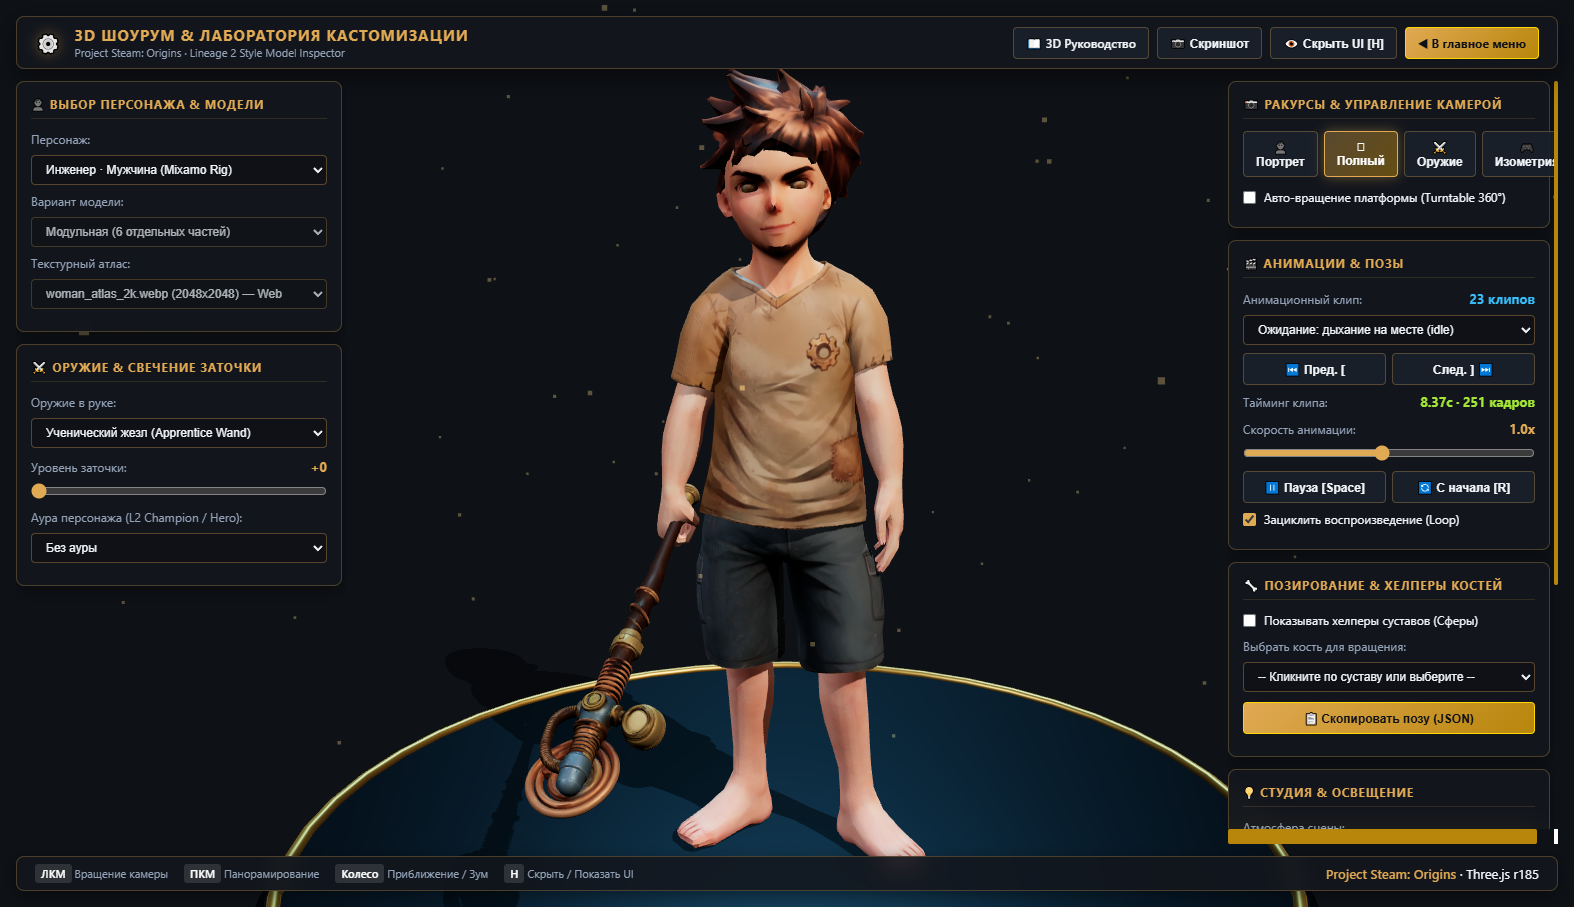 3D ШОУРУМ & ЛАБОРАТОРИЯ КАСТОМИЗАЦИИ
Project Steam: Origins · Lineage 2 Style Model Inspector
3D Руководство
Скриншот
Скрыть UI [H]
◀ В главное меню
ВЫБОР ПЕРСОНАЖА & МОДЕЛИ
Персонаж:
Инженер · Мужчина (Mixamo Rig)
Вариант модели:
Модульная (6 отдельных частей)
Текстурный атлас:
woman_atlas_2k.webp (2048x2048) — Web
ОРУЖИЕ & СВЕЧЕНИЕ ЗАТОЧКИ
Оружие в руке:
Ученический жезл (Apprentice Wand)
Уровень заточки: +0
Аура персонажа (L2 Champion / Hero):
Без ауры
РАКУРСЫ & УПРАВЛЕНИЕ КАМЕРОЙ
Портрет
Полный
Оружие
Изометрия
Авто-вращение платформы (Turntable 360°)
АНИМАЦИИ & ПОЗЫ
Анимационный клип: 23 клипов
Ожидание: дыхание на месте (idle)
Пред. [
След. ]
Тайминг клипа: 8.37с · 251 кадров
Скорость анимации: 1.0x
Пауза [Space]
С начала [R]
Зациклить воспроизведение (Loop)
ПОЗИРОВАНИЕ & ХЕЛПЕРЫ КОСТЕЙ
Показывать хелперы суставов (Сферы)
Выбрать кость для вращения:
-- Кликните по суставу или выберите --
Скопировать позу (JSON)
СТУДИЯ & ОСВЕЩЕНИЕ
Атмосфера сцены:
ЛКМ Вращение камеры ПКМ Панорамирование Колесо Приближение / Зум H Скрыть / Показать UI
Project Steam: Origins · Three.js r185